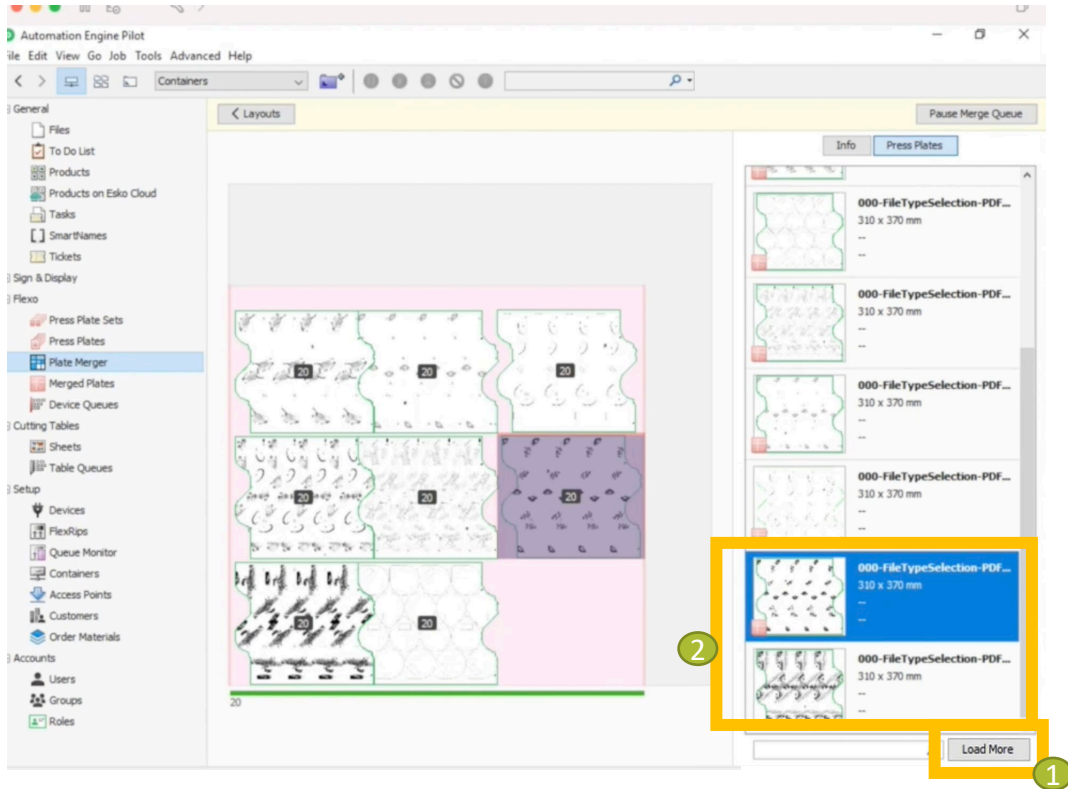 Automation Engine Pilot
File Edit View Go Job Tools Advanced Help
Containers
General
Files
To Do List
Products
Products on Esko Cloud
Tasks
SmartNames
Tickets
Sign & Display
Flexo
Press Plate Sets
Press Plates
Plate Merger
Merged Plates
Device Queues
Cutting Tables
Sheets
Table Queues
Setup
Devices
FlexRips
Queue Monitor
Containers
Access Points
Customers
Order Materials
Accounts
Users
Groups
Roles
Layouts
Pause Merge Queue
20 20 20
20 20 20
20 20
20
Info Press Plates
000-FileTypeSelection-PDF...
310 x 370 mm
--
--
000-FileTypeSelection-PDF...
310 x 370 mm
--
--
000-FileTypeSelection-PDF...
310 x 370 mm
--
--
000-FileTypeSelection-PDF...
310 x 370 mm
--
--
000-FileTypeSelection-PDF...
310 x 370 mm
--
--
000-FileTypeSelection-PDF...
310 x 370 mm
--
--
2
Load More
1